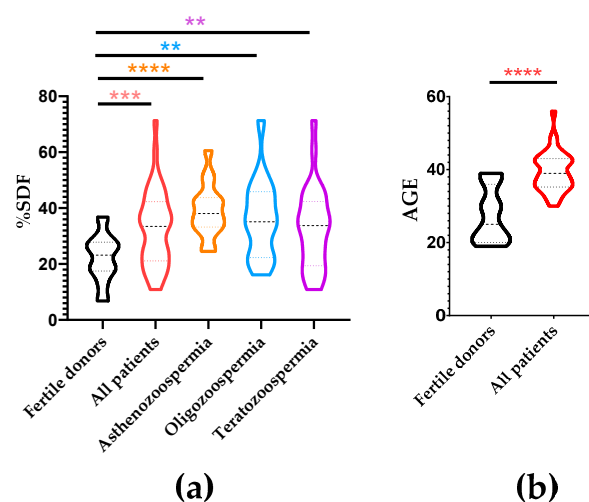 **
**
****
***
80
60
40
20
0
%SDF
Fertile donors
All patients
Asthenozoospermia
Oligozoospermia
Teratozoospermia
(a)
****
60
40
20
0
AGE
Fertile donors
All patients
(b)